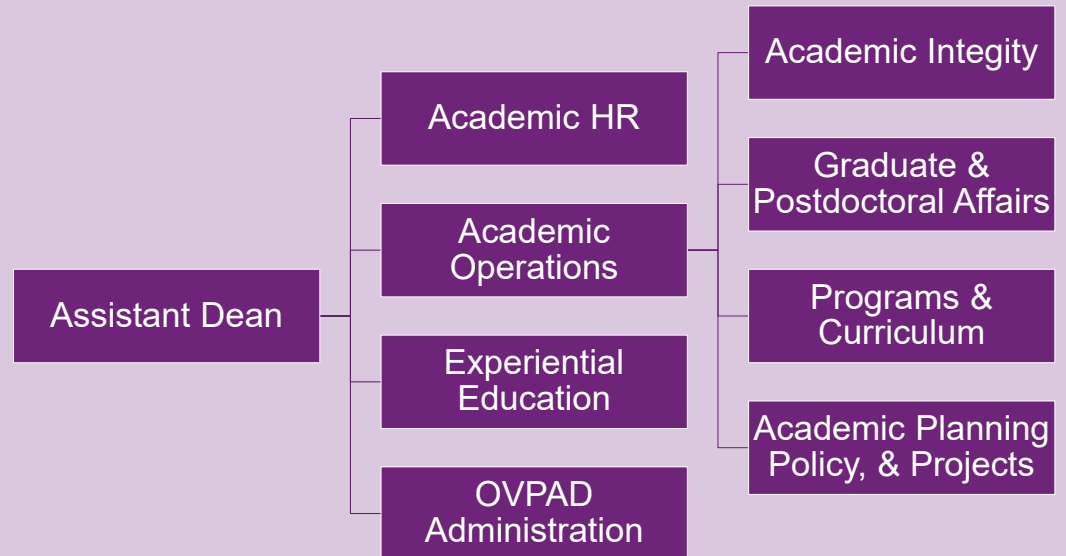 Assistant Dean
Academic HR
Academic
Operations
Experiential
Education
OVPAD
Administration
Academic Integity
Graduate &
Postdoctoral Affairs
Programs &
Curriculum
Academic Planning
Policy, & Projects